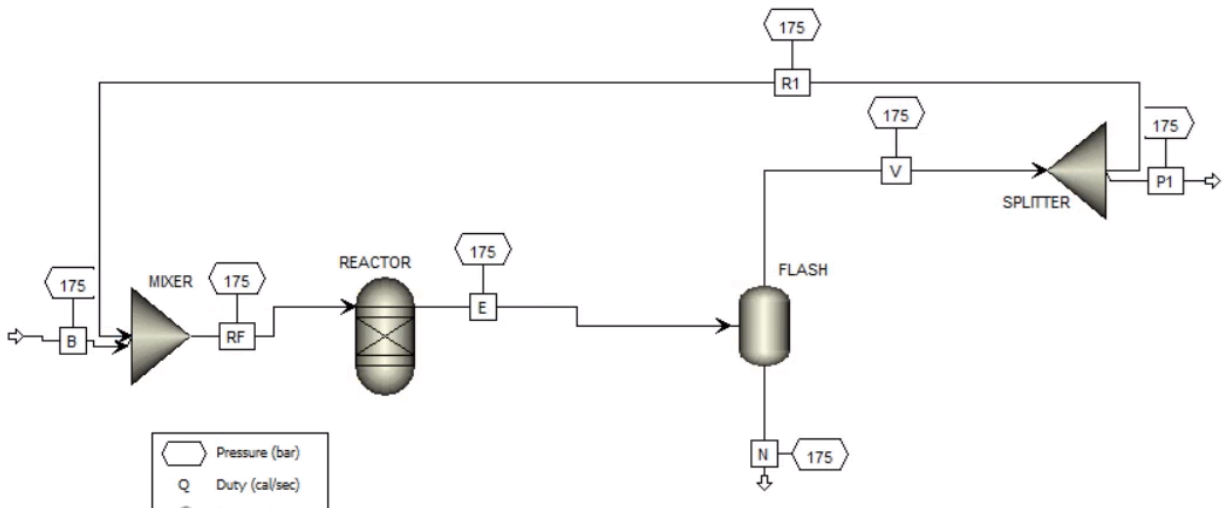 175
R1
175
175
V
P1
SPLITTER
175
REACTOR
FLASH
175
MIXER
175
B
RF
E
175
N
Pressure (bar)
Q Duty (cal/sec)